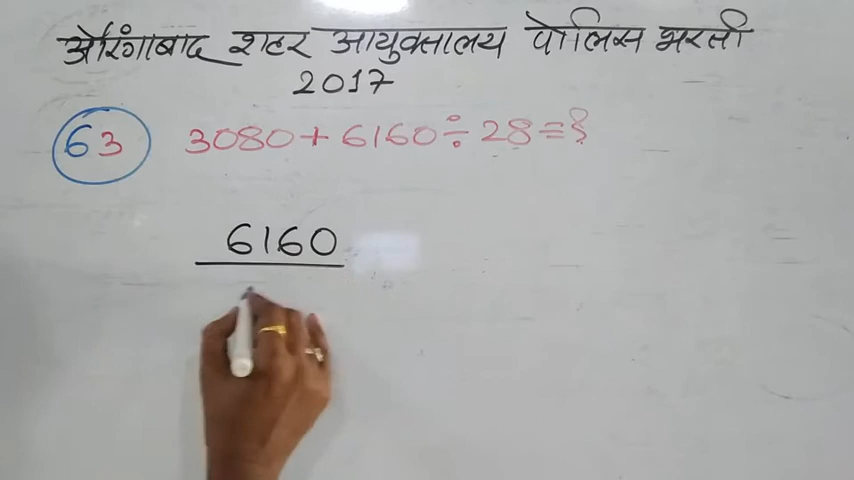 औरंगाबाद शहर आयुक्तालय पोलिस भरती
2017
63 3080 + 6160 ÷ 28 = ?
6160